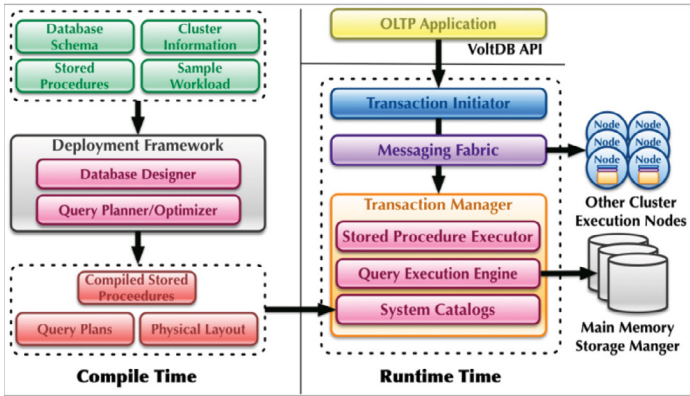 Database
Schema
Cluster
Information
Stored
Procedures
Sample
Workload
Deployment Framework
Database Designer
Query Planner/Optimizer
Compiled Stored
Proceedures
Query Plans
Physical Layout
Compile Time
OLTP Application
VoltDB API
Transaction Initiator
Messaging Fabric
Transaction Manager
Stored Procedure Executor
Query Execution Engine
System Catalogs
Runtime Time
Node
Node
Node
Node
Node
Node
Other Cluster
Execution Nodes
Main Memory
Storage Manger